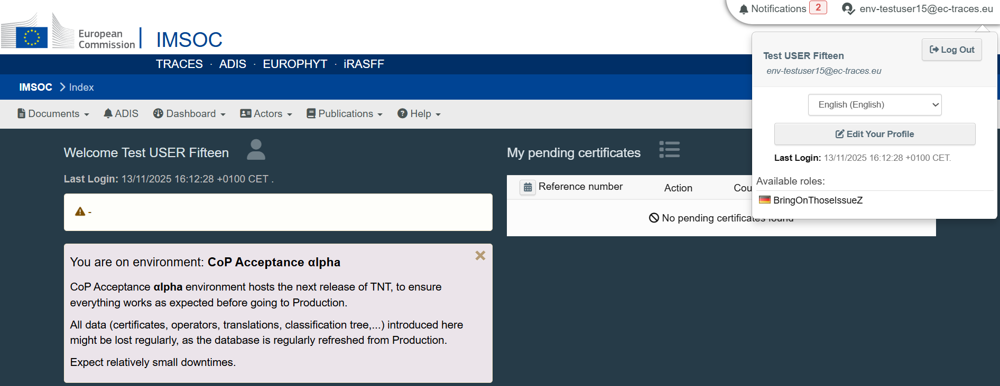 Notifications 2 env-testuser15@ec-traces.eu
European
Commission
IMSOC
TRACES · ADIS · EUROPHYT · iRASFF
IMSOC > Index
Documents ADIS Dashboard Actors Publications Help
Test USER Fifteen
Log Out
env-testuser15@ec-traces.eu
English (English)
Edit Your Profile
Last Login: 13/11/2025 16:12:28 +0100 CET.
Available roles:
BringOnThoseIssueZ
Welcome Test USER Fifteen
Last Login: 13/11/2025 16:12:28 +0100 CET .
-
You are on environment: CoP Acceptance αlpha
CoP Acceptance αlpha environment hosts the next release of TNT, to ensure
everything works as expected before going to Production.
All data (certificates, operators, translations, classification tree,...) introduced here
might be lost regularly, as the database is regularly refreshed from Production.
Expect relatively small downtimes.
My pending certificates
Reference number Action Cou
No pending certificates found